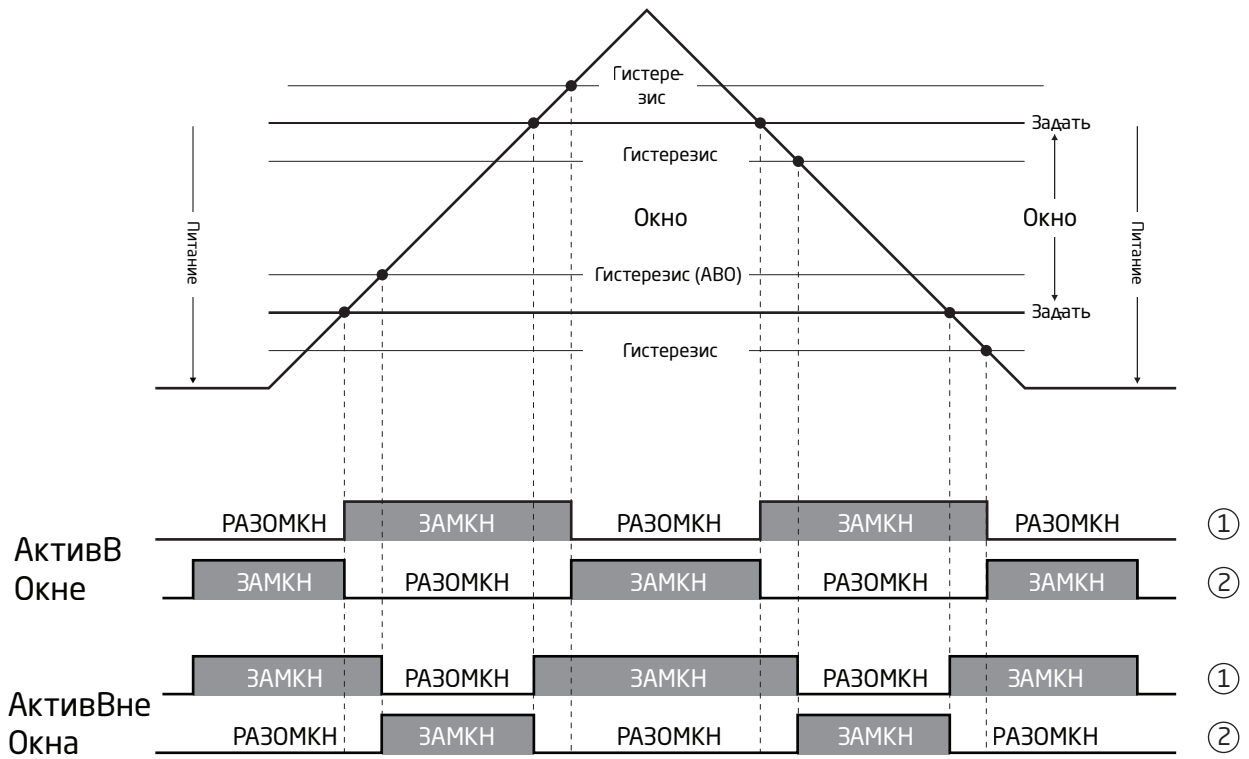 Гистере-
зис
Задать
Гистерезис
Питание
Окно
Окно
Питание
Гистерезис (АВО)
Задать
Гистерезис
РАЗОМКН ЗАМКН РАЗОМКН ЗАМКН РАЗОМКН ①
АктивВ
Окне
ЗАМКН РАЗОМКН ЗАМКН РАЗОМКН ЗАМКН ②
ЗАМКН РАЗОМКН ЗАМКН РАЗОМКН ЗАМКН ①
АктивВне
Окна
РАЗОМКН ЗАМКН РАЗОМКН ЗАМКН РАЗОМКН ②